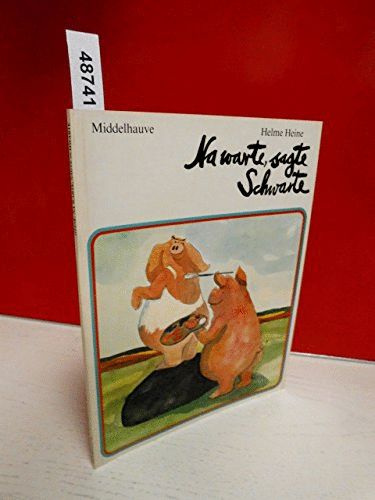 48741
Middelhauve
Helme Heine
Na warte, sagte
Schwarte